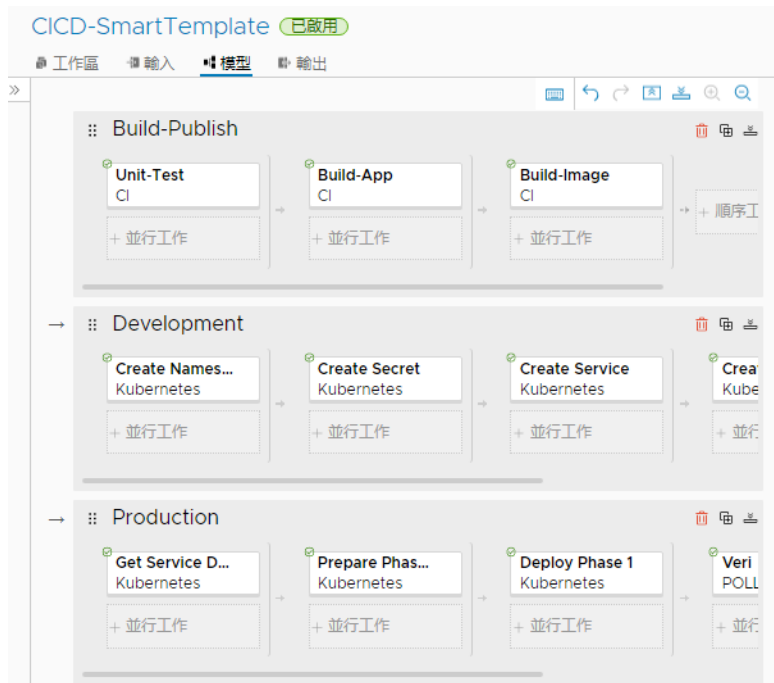 CICD-SmartTemplate 已啟用
工作區 輸入 模型 輸出
Build-Publish
Unit-Test Build-App Build-Image
CI CI CI
+ 並行工作 + 並行工作 + 並行工作 + 順序工
Development
Create Names... Create Secret Create Service Crea
Kubernetes Kubernetes Kubernetes Kube
+ 並行工作 + 並行工作 + 並行工作 + 並行
Production
Get Service D... Prepare Phas... Deploy Phase 1 Veri
Kubernetes Kubernetes Kubernetes POLL
+ 並行工作 + 並行工作 + 並行工作 + 並行